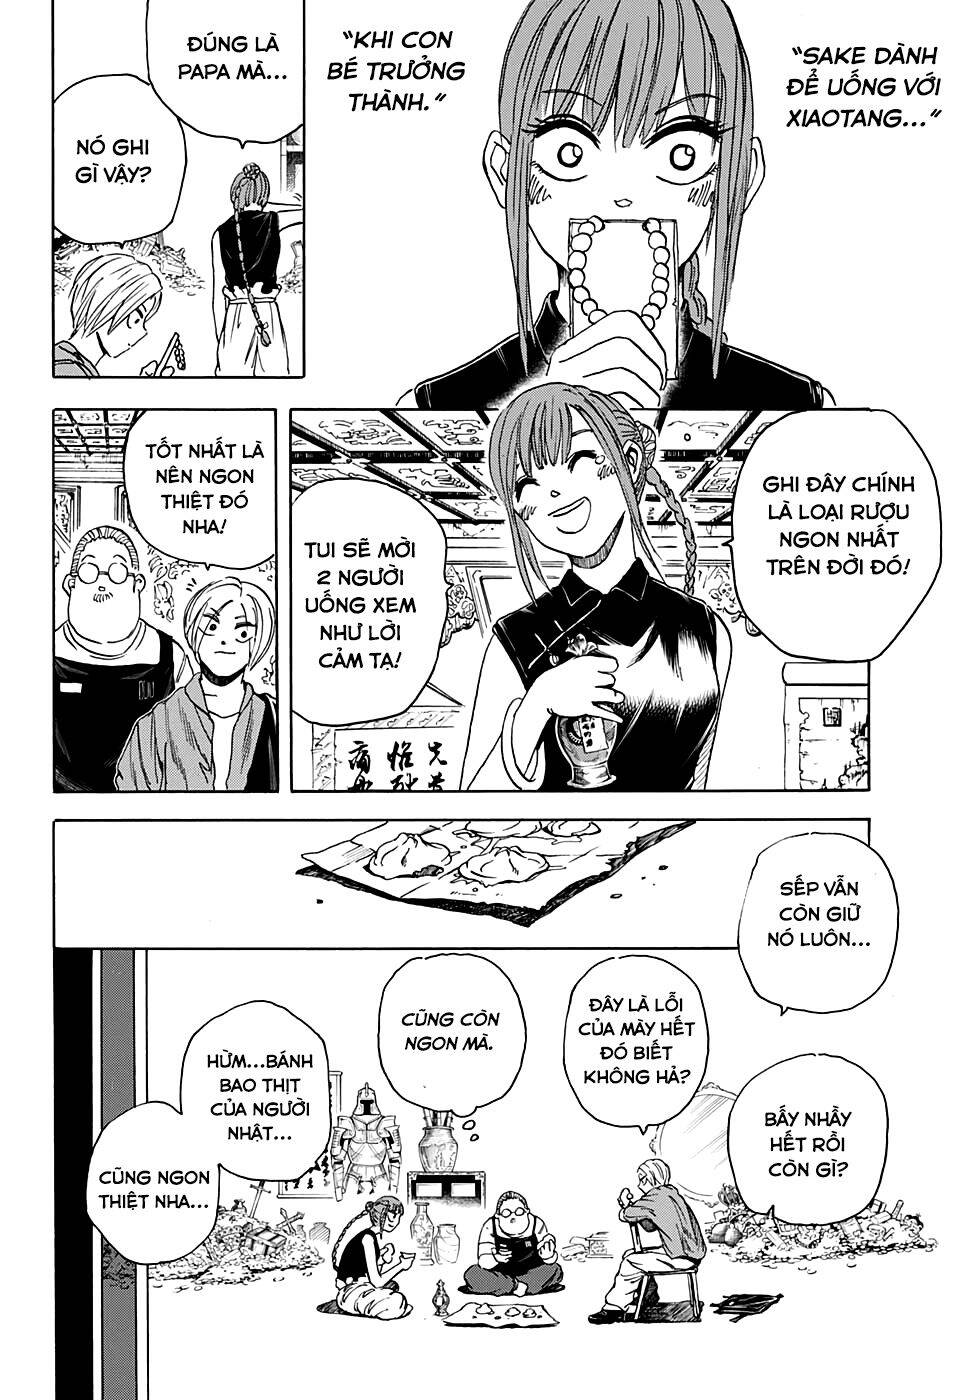 ĐÚNG LÀ
PAPA MÀ...
NÓ GHI
GÌ VẬY?
"KHI CON
BÉ TRƯỞNG
THÀNH."
"SAKE DÀNH
ĐỂ UỐNG VỚI
XIAOTANG..."
TỐT NHẤT LÀ
NÊN NGON
THIỆT ĐÓ
NHA!
TUI SẼ MỜI
2 NGƯỜI
UỐNG XEM
NHƯ LỜI
CẢM TẠ!
GHI ĐÂY CHÍNH
LÀ LOẠI RƯỢU
NGON NHẤT
TRÊN ĐỜI ĐÓ!
SẾP VẪN
CÒN GIỮ
NÓ LUÔN...
HỪM...BÁNH
BAO THỊT
CỦA NGƯỜI
NHẬT...
CŨNG NGON
THIỆT NHA...
CŨNG CÒN
NGON MÀ.
ĐÂY LÀ LỖI
CỦA MÀY HẾT
ĐÓ BIẾT
KHÔNG HẢ?
BẤY NHẦY
HẾT RỒI
CÒN GÌ?